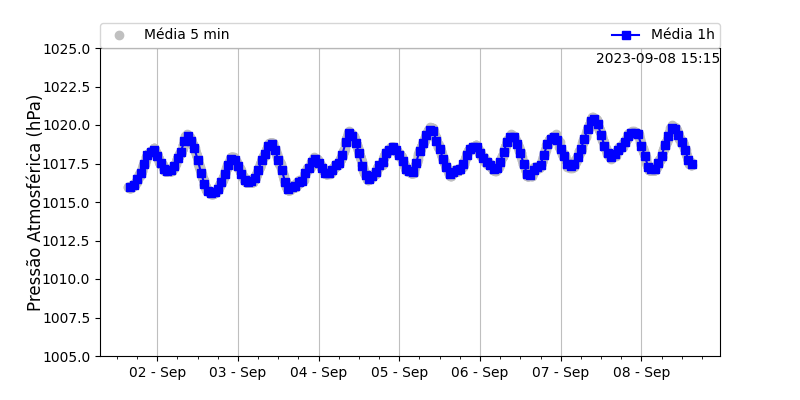 Média 5 min
Média 1h
2023-09-08 15:15
Pressão Atmosférica (hPa)
1025.0
1022.5
1020.0
1017.5
1015.0
1012.5
1010.0
1007.5
1005.0
02 - Sep
03 - Sep
04 - Sep
05 - Sep
06 - Sep
07 - Sep
08 - Sep